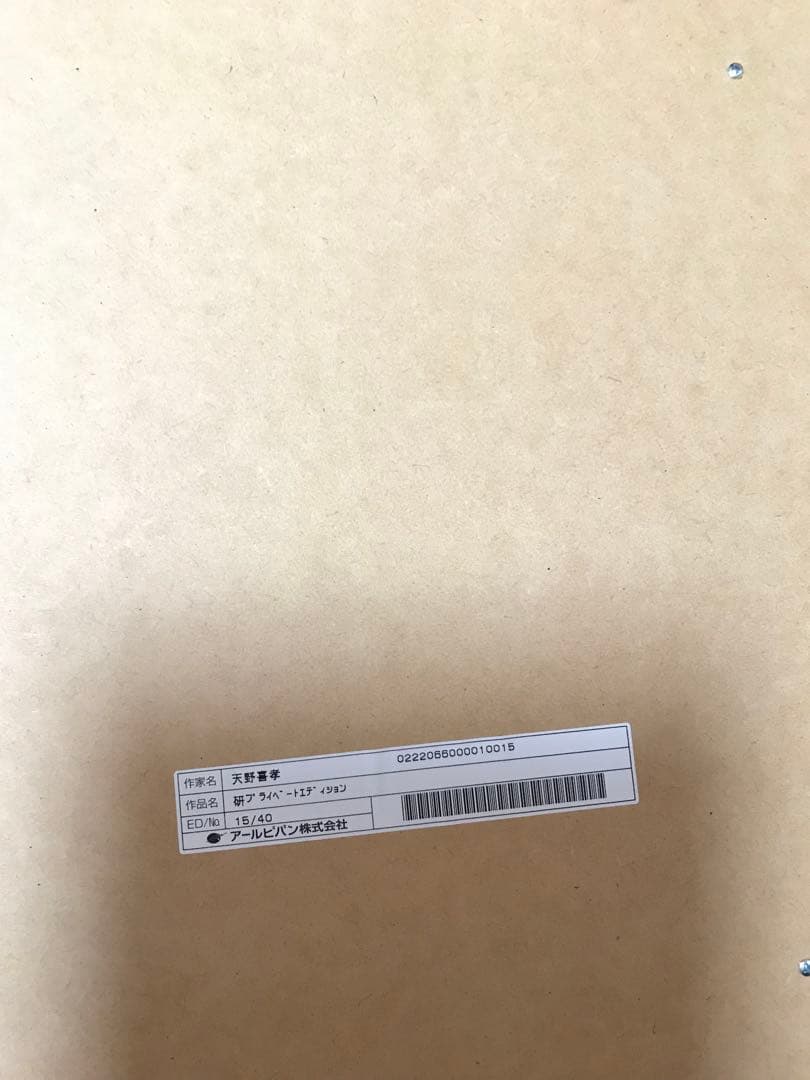 作家名 天野喜孝 0222066000010015
作品名 研ﾌﾟﾗｲﾍﾞｰﾄｴﾃﾞｨｼｮﾝ
ED/No. 15/40
アールビバン株式会社